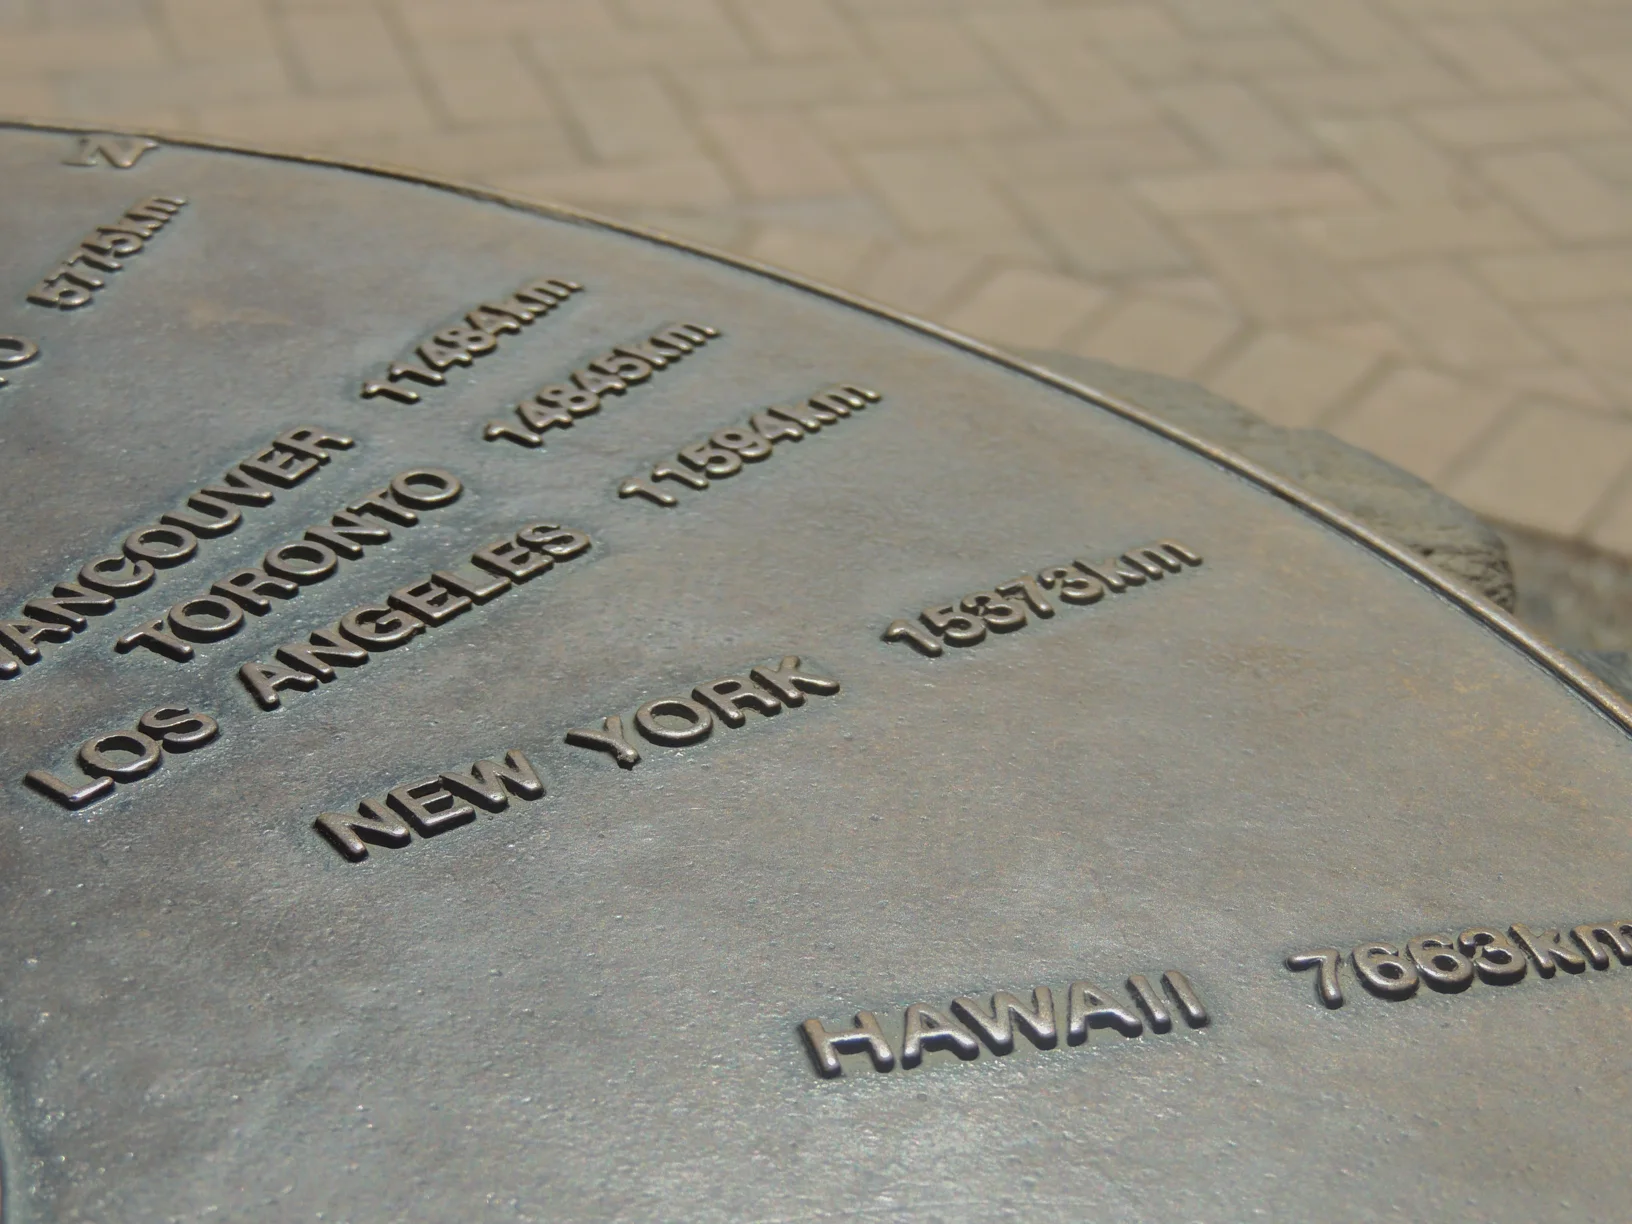 N
O 5775km
VANCOUVER 11484km
TORONTO 14845km
LOS ANGELES 11594km
NEW YORK 15373km
HAWAII 7663km